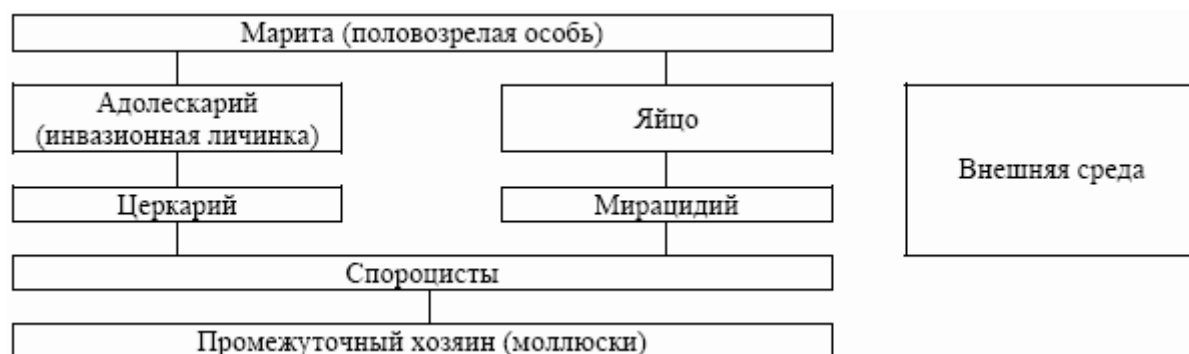 Марита (половозрелая особь)
Адолескарий
(инвазионная личинка)
Яйцо
Внешняя среда
Церкарий
Мирацидий
Спороцисты
Промежуточный хозяин (моллюски)